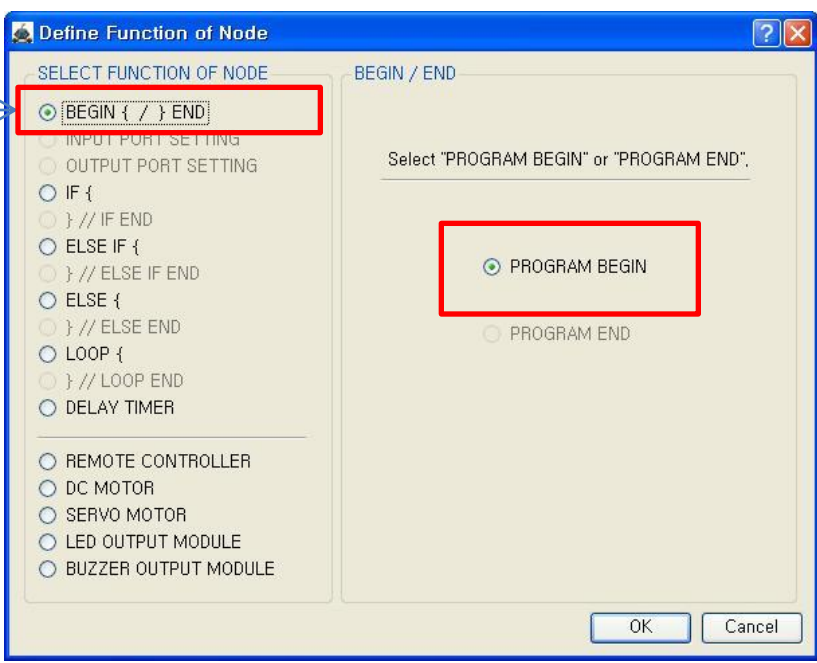 Define Function of Node
SELECT FUNCTION OF NODE
BEGIN { / } END
INPUT PORT SETTING
OUTPUT PORT SETTING
IF {
} // IF END
ELSE IF {
} // ELSE IF END
ELSE {
} // ELSE END
LOOP {
} // LOOP END
DELAY TIMER
REMOTE CONTROLLER
DC MOTOR
SERVO MOTOR
LED OUTPUT MODULE
BUZZER OUTPUT MODULE
BEGIN / END
Select "PROGRAM BEGIN" or "PROGRAM END".
PROGRAM BEGIN
PROGRAM END
OK
Cancel